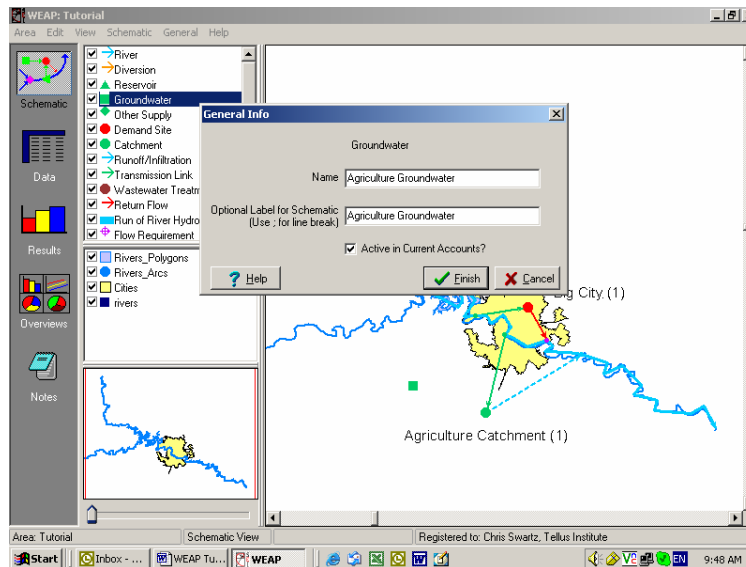 WEAP: Tutorial
Area Edit View Schematic General Help
Schematic
Data
Results
Overviews
Notes
River
Diversion
Reservoir
Groundwater
Other Supply
Demand Site
Catchment
Runoff/Infiltration
Transmission Link
Wastewater Treatm
Return Flow
Run of River Hydro
Flow Requirement
Rivers_Polygons
Rivers_Arcs
Cities
rivers
General Info
Groundwater
Name Agriculture Groundwater
Optional Label for Schematic Agriculture Groundwater
(Use ; for line break)
Active in Current Accounts?
? Help Finish Cancel
Big City (1)
Agriculture Catchment (1)
Area: Tutorial Schematic View Registered to: Chris Swartz, Tellus Institute
Start Inbox - ... WEAP Tu... WEAP EN 9:48 AM